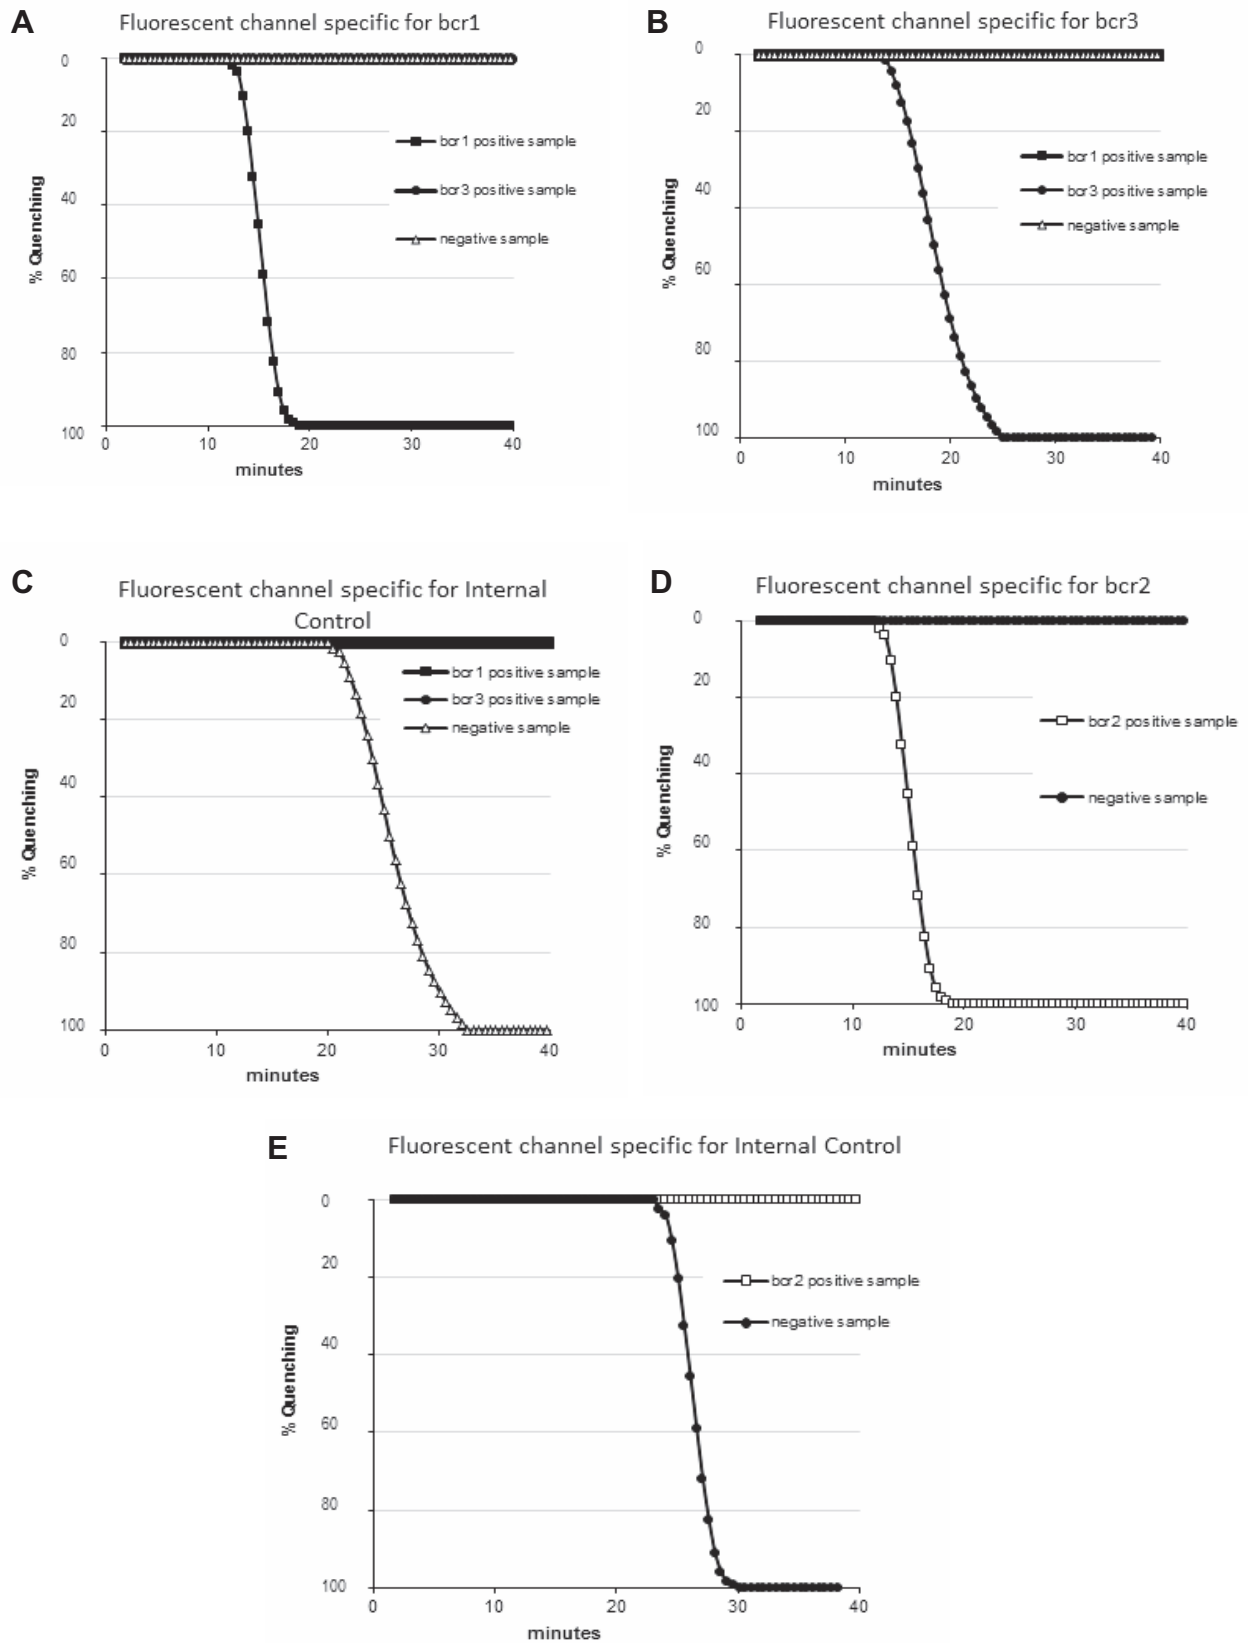 A
Fluorescent channel specific for bcr1
0
20
40
60
80
100
% Quenching
bcr1 positive sample
bcr3 positive sample
negative sample
0 10 20 30 40
minutes
B
Fluorescent channel specific for bcr3
0
20
40
60
80
100
% Quenching
bcr1 positive sample
bcr3 positive sample
negative sample
0 10 20 30 40
minutes
C
Fluorescent channel specific for Internal
Control
0
20
40
60
80
100
% Quenching
bcr1 positive sample
bcr3 positive sample
negative sample
0 10 20 30 40
minutes
D
Fluorescent channel specific for bcr2
0
20
40
60
80
100
% Quenching
bcr2 positive sample
negative sample
0 10 20 30 40
minutes
E
Fluorescent channel specific for Internal Control
0
20
40
60
80
100
% Quenching
bcr2 positive sample
negative sample
0 10 20 30 40
minutes